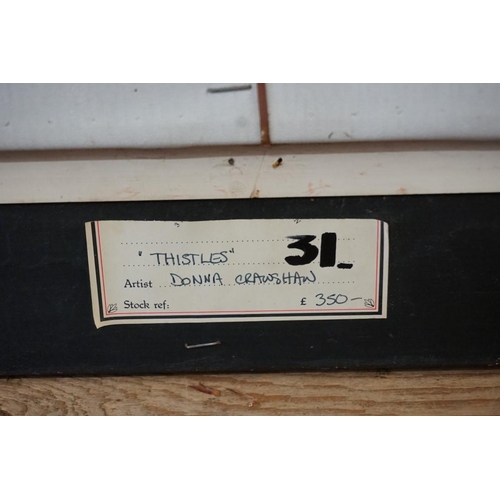 "THISTLES" 31-
Artist DONNA CRAWSHAW
Stock ref: £ 350-